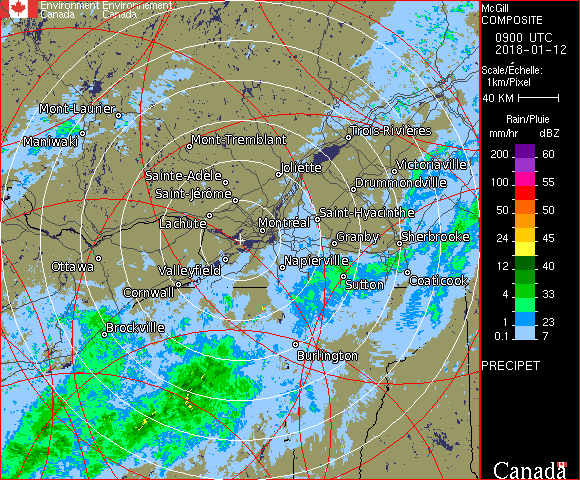 Environment Environnement
Canada Canada
McGill
COMPOSITE
0900 UTC
2018-01-12
Scale/Échelle:
1km/Pixel
40 KM
Rain/Pluie
mm/hr dBZ
200 60
100 55
50 50
24 45
12 40
4 33
1 23
0.1 7
PRECIPET
Canada
Mont-Laurier
Maniwaki
Mont-Tremblant
Trois-Rivières
Sainte-Adèle
Joliette
Victoriaville
Saint-Jérôme
Drummondville
Lachute
Montréal
Saint-Hyacinthe
Granby
Sherbrooke
Ottawa
Valleyfield
Napierville
Cornwall
Sutton
Coaticook
Brockville
Burlington